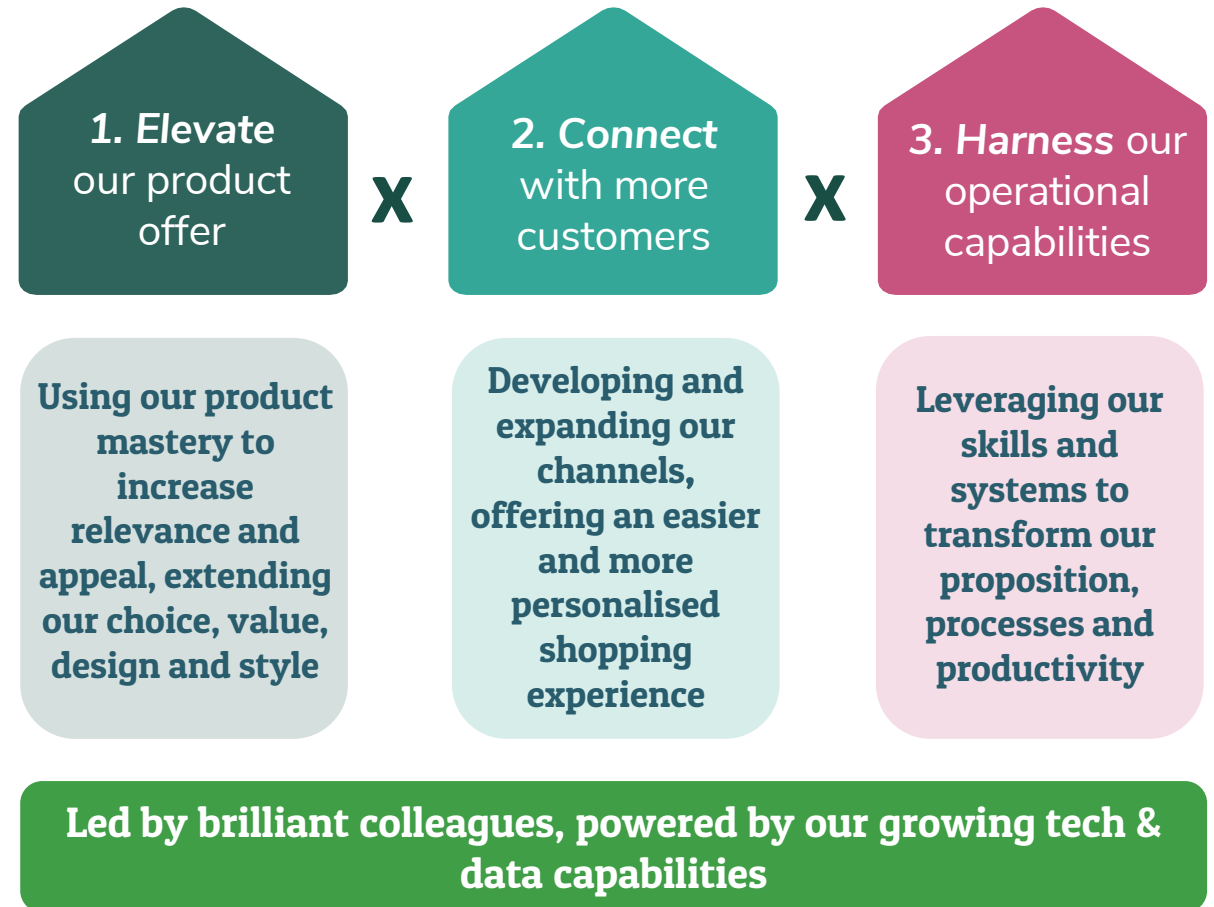 1. Elevate
our product
offer
X
2. Connect
with more
customers
X
3. Harness our
operational
capabilities
Using our product
mastery to
increase
relevance and
appeal, extending
our choice, value,
design and style
Developing and
expanding our
channels,
offering an easier
and more
personalised
shopping
experience
Leveraging our
skills and
systems to
transform our
proposition,
processes and
productivity
Led by brilliant colleagues, powered by our growing tech &
data capabilities